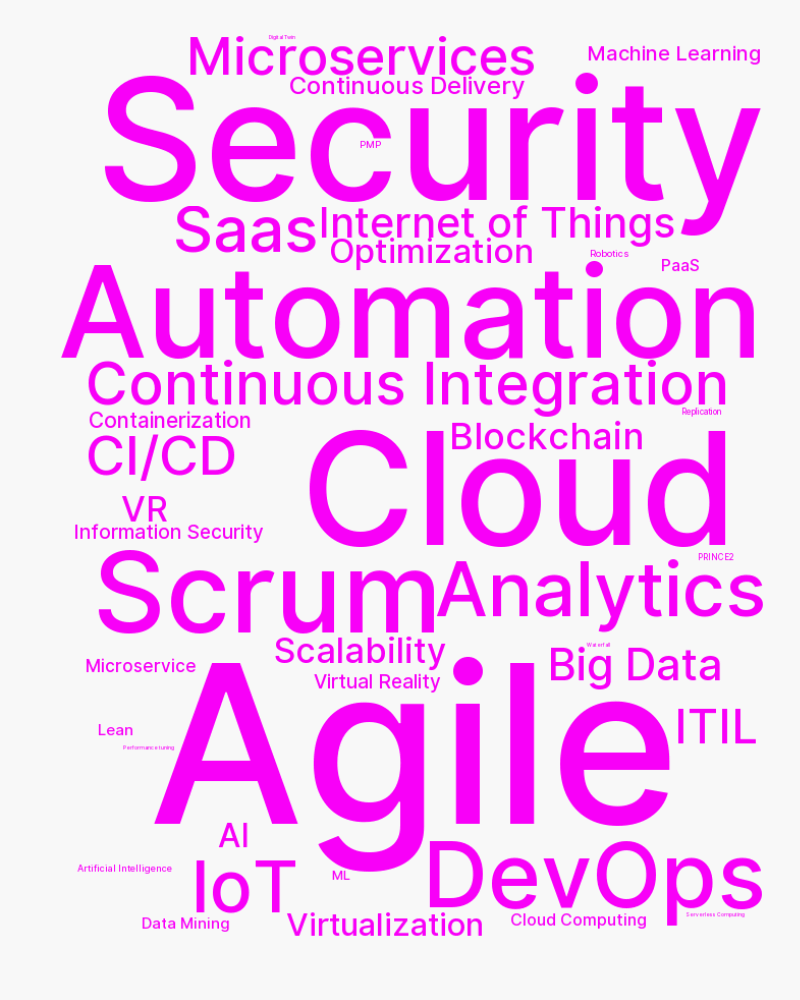 Digital Twin
Microservices
Machine Learning
Continuous Delivery
Security
PMP
Saas
Internet of Things
Optimization
Robotics
PaaS
Automation
Continuous Integration
Replication
Containerization
Blockchain
CI/CD
Cloud
VR
Information Security
PRINCE2
Scrum
Analytics
Scalability
Waterfall
Big Data
Microservice
Virtual Reality
Agile
ITIL
Lean
Performance tuning
AI
DevOps
Artificial Intelligence
IoT
ML
Serverless Computing
Data Mining
Virtualization
Cloud Computing